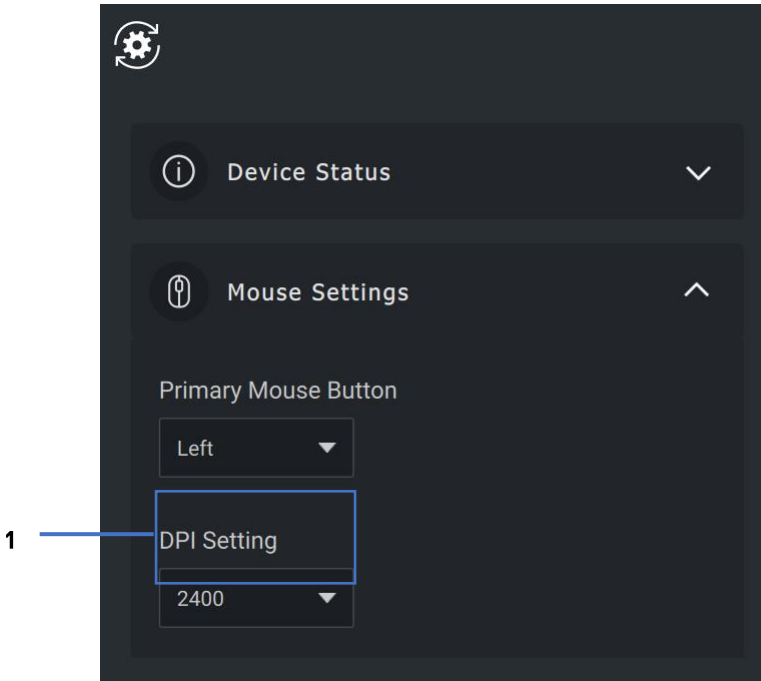 Device Status
Mouse Settings
Primary Mouse Button
Left
1
DPI Setting
2400